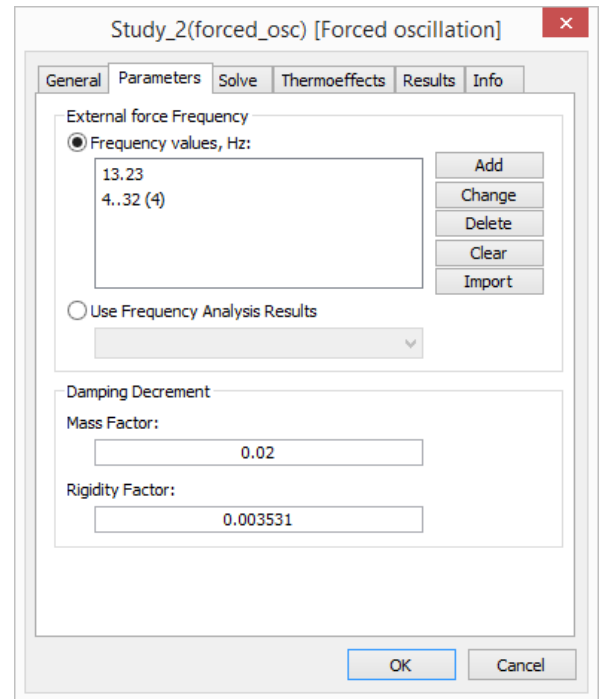 Study_2(forced_osc) [Forced oscillation]
General Parameters Solve Thermoeffects Results Info
External force Frequency
Frequency values, Hz:
13.23
4..32 (4)
Add
Change
Delete
Clear
Import
Use Frequency Analysis Results
Damping Decrement
Mass Factor:
0.02
Rigidity Factor:
0.003531
OK Cancel